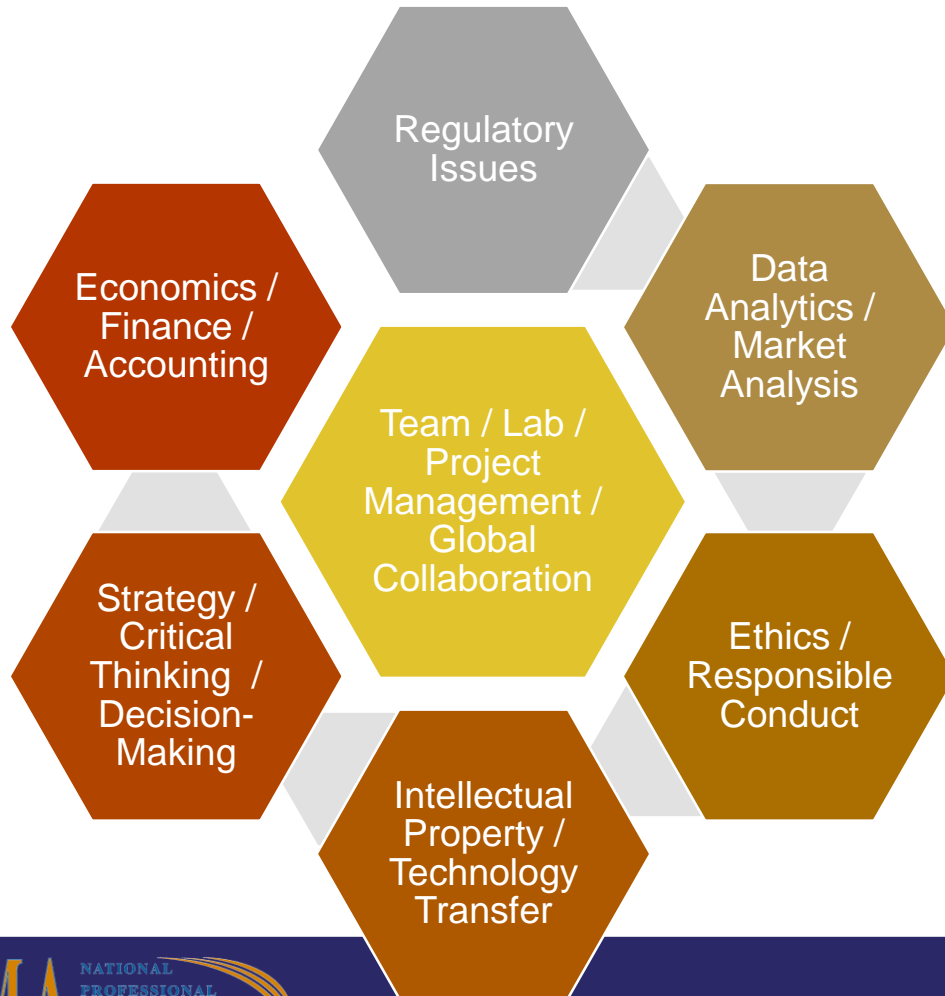 Regulatory
Issues
Economics /
Finance /
Accounting
Data
Analytics /
Market
Analysis
Team / Lab /
Project
Management /
Global
Collaboration
Strategy /
Critical
Thinking /
Decision-
Making
Ethics /
Responsible
Conduct
Intellectual
Property /
Technology
Transfer
NATIONAL
PROFESSIONAL